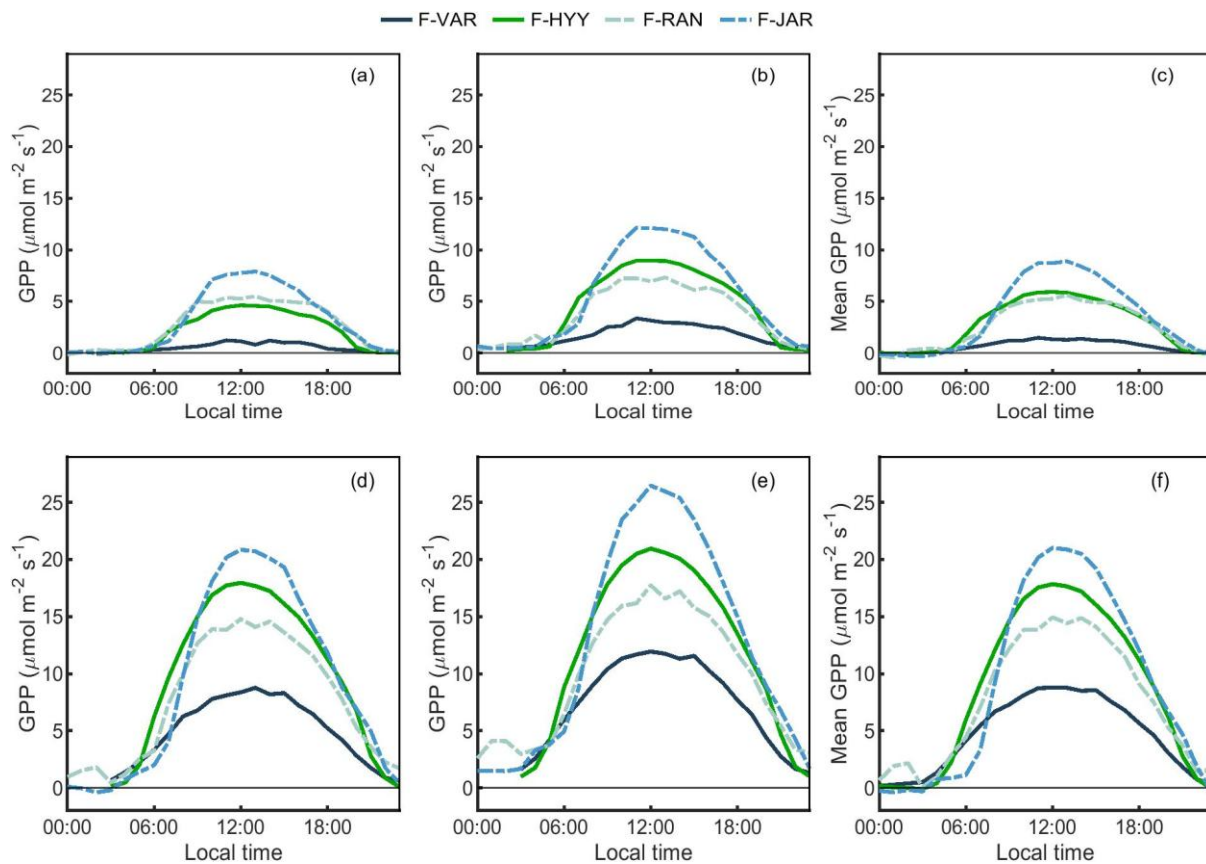 F-VAR F-HYY F-RAN F-JAR
(a) (b) (c)
GPP (μmol m⁻² s⁻¹) GPP (μmol m⁻² s⁻¹) Mean GPP (μmol m⁻² s⁻¹)
25 25 25
20 20 20
15 15 15
10 10 10
5 5 5
0 0 0
00:00 06:00 12:00 18:00 00:00 06:00 12:00 18:00 00:00 06:00 12:00 18:00
Local time Local time Local time
(d) (e) (f)
GPP (μmol m⁻² s⁻¹) GPP (μmol m⁻² s⁻¹) Mean GPP (μmol m⁻² s⁻¹)
25 25 25
20 20 20
15 15 15
10 10 10
5 5 5
0 0 0
00:00 06:00 12:00 18:00 00:00 06:00 12:00 18:00 00:00 06:00 12:00 18:00
Local time Local time Local time